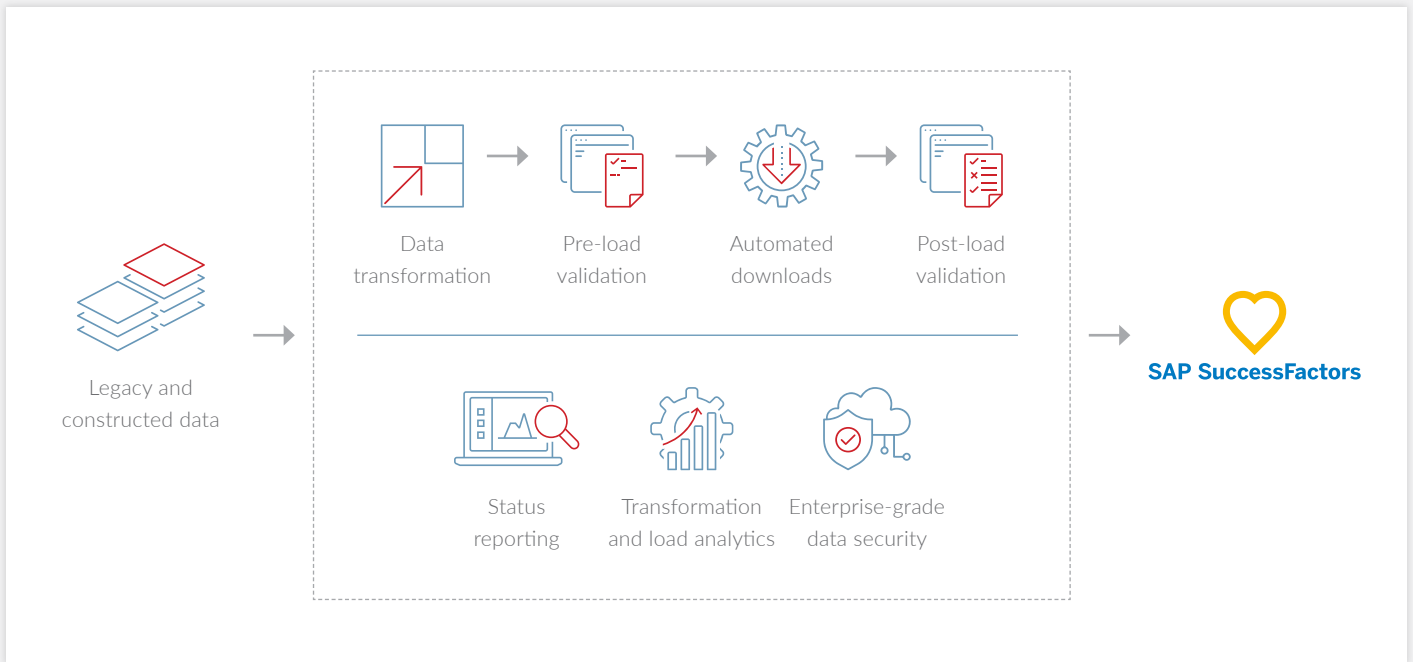 Data
transformation
Pre-load
validation
Automated
downloads
Post-load
validation
Legacy and
constructed data
SAP SuccessFactors
Status
reporting
Transformation
and load analytics
Enterprise-grade
data security